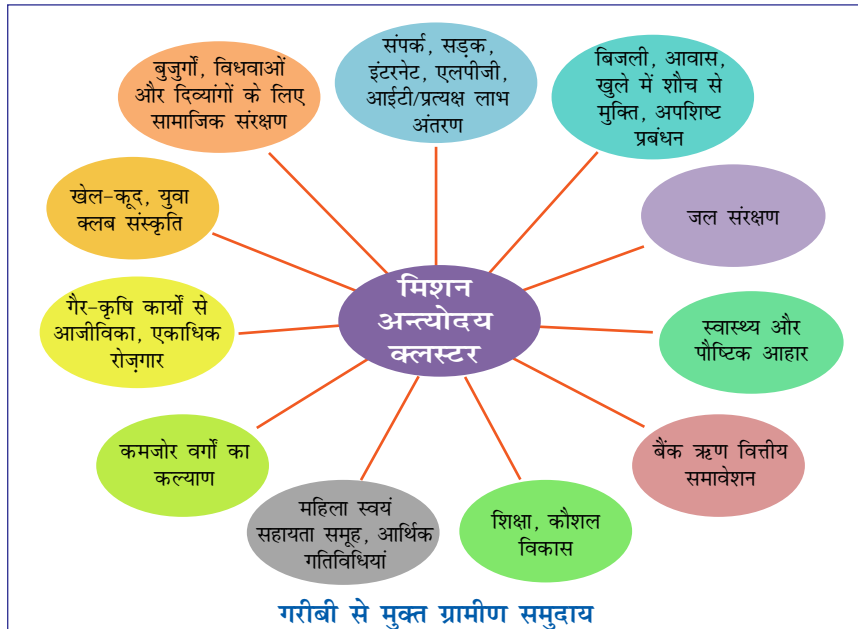 संपर्क, सड़क,
इंटरनेट, एलपीजी,
आईटी/प्रत्यक्ष लाभ
अंतरण
बिजली, आवास,
खुले में शौच से
मुक्ति, अपशिष्ट
प्रबंधन
जल संरक्षण
स्वास्थ्य और
पौष्टिक आहार
बैंक ऋण वित्तीय
समावेशन
शिक्षा, कौशल
विकास
महिला स्वयं
सहायता समूह, आर्थिक
गतिविधियां
कमजोर वर्गों का
कल्याण
गैर-कृषि कार्यों से
आजीविका, एकाधिक
रोज़गार
खेल-कूद, युवा
क्लब संस्कृति
बुजुर्गों, विधवाओं
और दिव्यांगों के लिए
सामाजिक संरक्षण
मिशन
अन्त्योदय
क्लस्टर
गरीबी से मुक्त ग्रामीण समुदाय